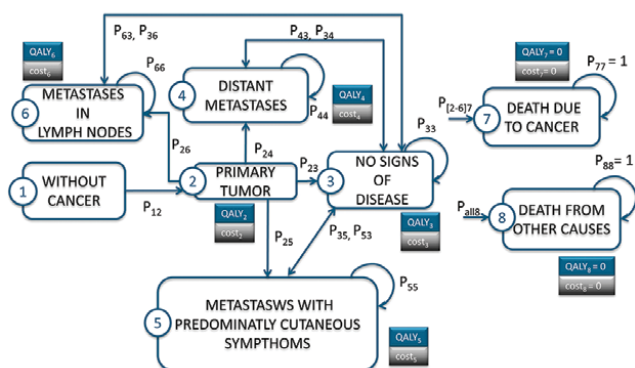 P63, P36
P43, P34
QALY6
cost6
P66
6
METASTASES
IN
LYMPH NODES
4
DISTANT
METASTASES
QALY4
cost4
P44
QALY7 = 0
cost7= 0
P77 = 1
P[2-6]7
7
DEATH DUE
TO CANCER
P26
P24
P33
1
WITHOUT
CANCER
P12
2
PRIMARY
TUMOR
P23
3
NO SIGNS
OF
DISEASE
QALY2
cost2
QALY3
cost3
P88= 1
Pall8
8
DEATH FROM
OTHER CAUSES
QALY8 = 0
cost8 = 0
P25
P35, P53
P55
5
METASTASWS WITH
PREDOMINATLY CUTANEOUS
SYMPTHOMS
QALY5
cost5